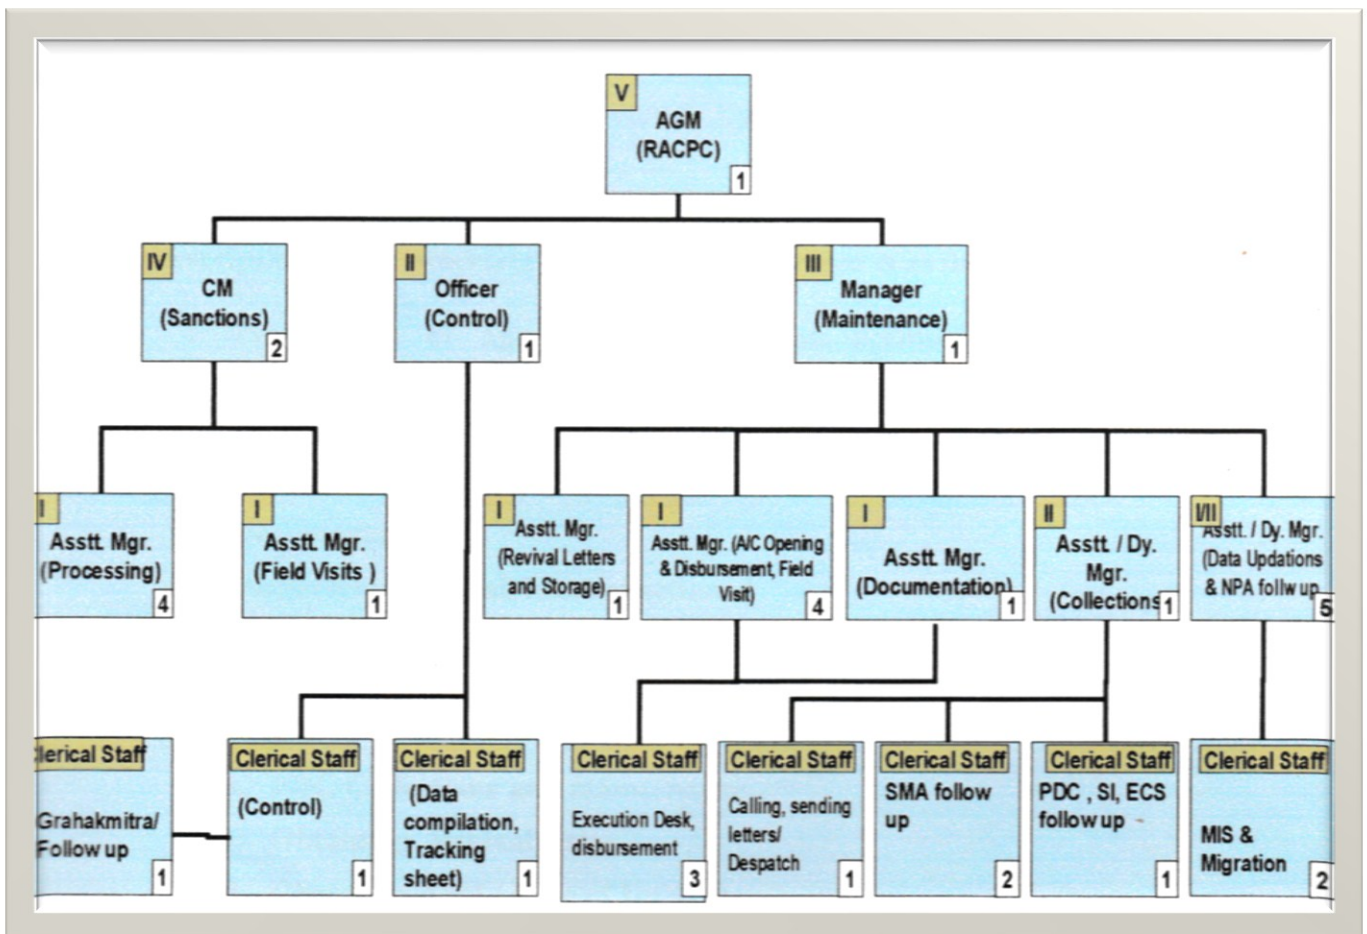 V
AGM
(RACPC)
1
IV
CM
(Sanctions)
2
II
Officer
(Control)
1
III
Manager
(Maintenance)
1
I
Asstt. Mgr.
(Processing)
4
I
Asstt. Mgr.
(Field Visits )
1
I
Asstt. Mgr.
(Revival Letters
and Storage)
1
I
Asstt. Mgr. (A/C Opening
& Disbursement, Field
Visit)
4
I
Asstt. Mgr.
(Documentation)
1
II
Asstt. / Dy.
Mgr.
(Collections
1
I/II
Asstt. / Dy. Mgr.
(Data Updations
& NPA follw up
5
lerical Staff
Grahakmitra/
Follow up
1
Clerical Staff
(Control)
1
Clerical Staff
(Data
compilation,
Tracking
sheet)
1
Clerical Staff
Execution Desk,
disbursement
3
Clerical Staff
Calling, sending
letters/
Despatch
1
Clerical Staff
SMA follow
up
2
Clerical Staff
PDC , SI, ECS
follow up
1
Clerical Staff
MIS &
Migration
2